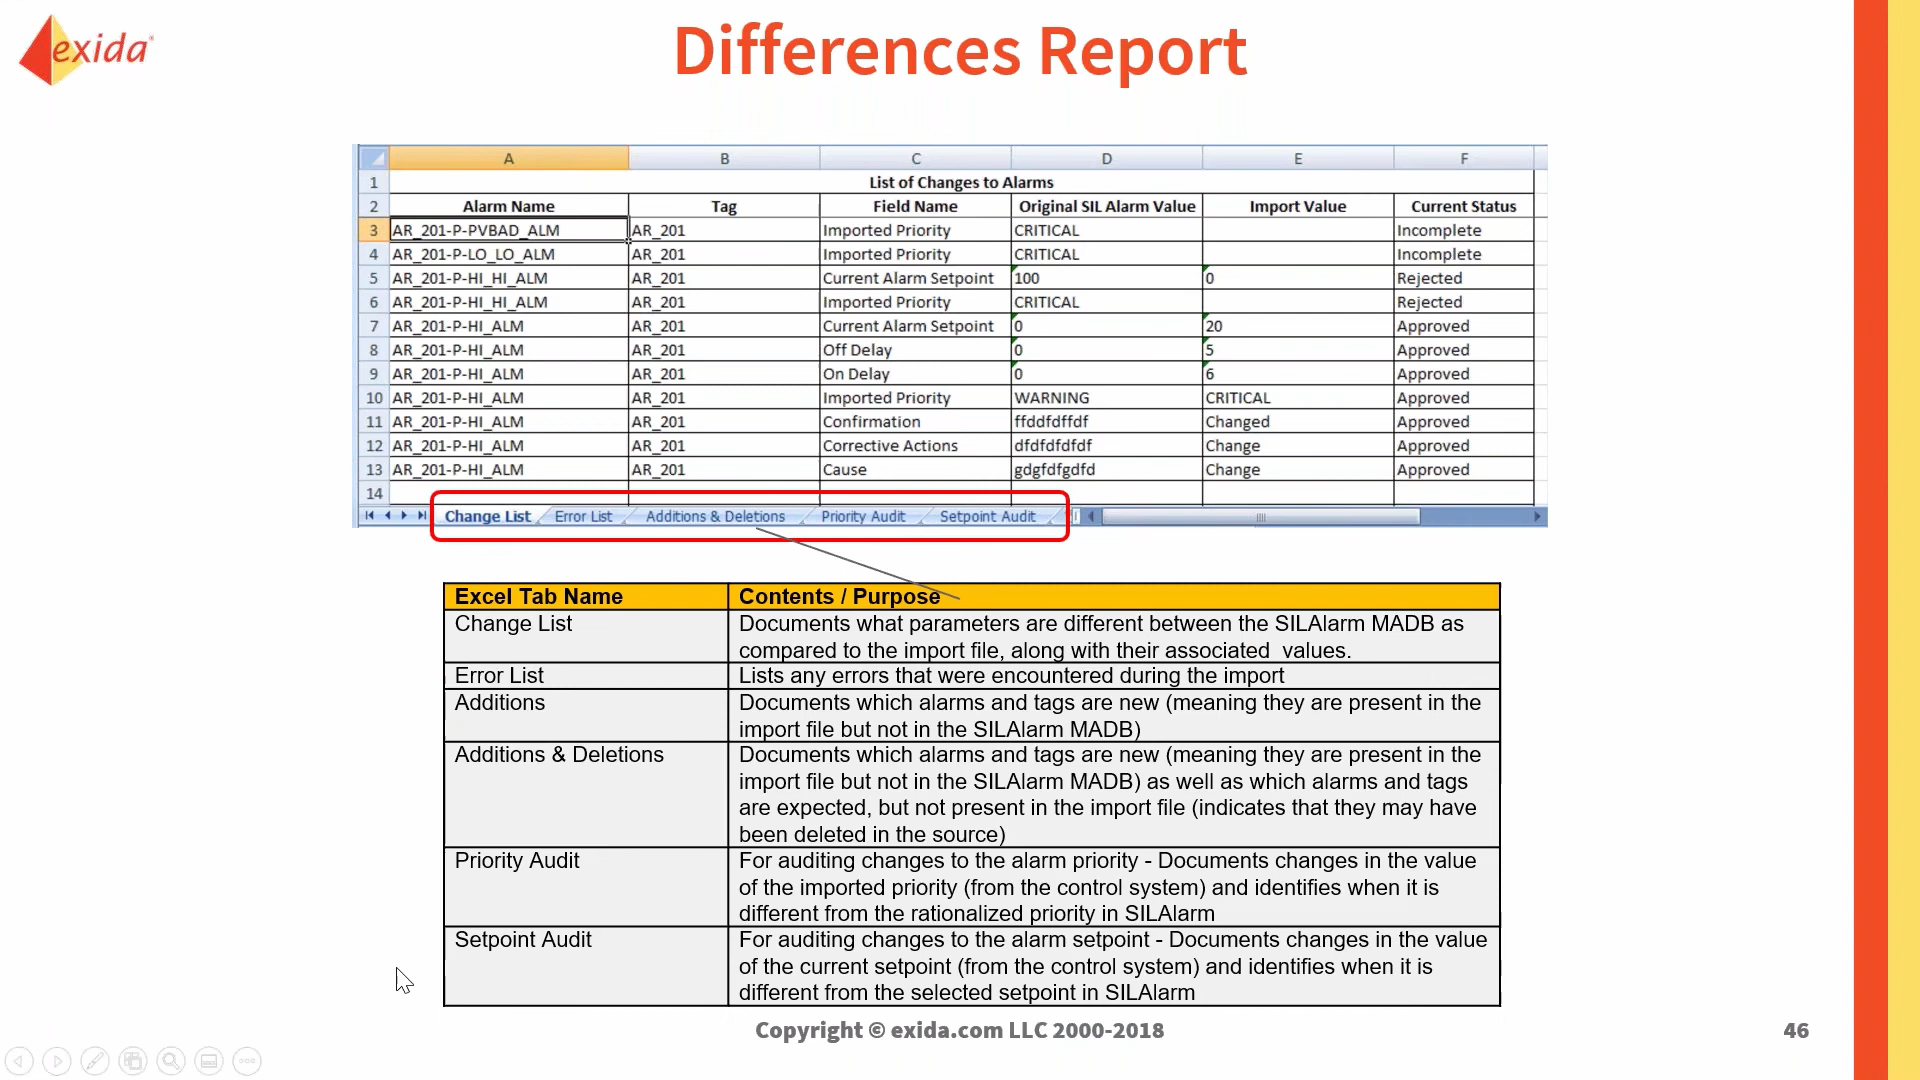 exida
Differences Report
A B C D E F
1 List of Changes to Alarms
2 Alarm Name Tag Field Name Original SIL Alarm Value Import Value Current Status
3 AR_201-P-PVBAD_ALM AR_201 Imported Priority CRITICAL Incomplete
4 AR_201-P-LO_LO_ALM AR_201 Imported Priority CRITICAL Incomplete
5 AR_201-P-HI_HI_ALM AR_201 Current Alarm Setpoint 100 0 Rejected
6 AR_201-P-HI_HI_ALM AR_201 Imported Priority CRITICAL Rejected
7 AR_201-P-HI_ALM AR_201 Current Alarm Setpoint 0 20 Approved
8 AR_201-P-HI_ALM AR_201 Off Delay 0 5 Approved
9 AR_201-P-HI_ALM AR_201 On Delay 0 6 Approved
10 AR_201-P-HI_ALM AR_201 Imported Priority WARNING CRITICAL Approved
11 AR_201-P-HI_ALM AR_201 Confirmation ffddfdffdf Changed Approved
12 AR_201-P-HI_ALM AR_201 Corrective Actions dfdfdfdfdf Change Approved
13 AR_201-P-HI_ALM AR_201 Cause gdgfdfgdfd Change Approved
14
Change List Error List Additions & Deletions Priority Audit Setpoint Audit
Excel Tab Name Contents / Purpose
Change List Documents what parameters are different between the SILAlarm MADB as
compared to the import file, along with their associated values.
Error List Lists any errors that were encountered during the import
Additions Documents which alarms and tags are new (meaning they are present in the
import file but not in the SILAlarm MADB)
Additions & Deletions Documents which alarms and tags are new (meaning they are present in the
import file but not in the SILAlarm MADB) as well as which alarms and tags
are expected, but not present in the import file (indicates that they may have
been deleted in the source)
Priority Audit For auditing changes to the alarm priority - Documents changes in the value
of the imported priority (from the control system) and identifies when it is
different from the rationalized priority in SILAlarm
Setpoint Audit For auditing changes to the alarm setpoint - Documents changes in the value
of the current setpoint (from the control system) and identifies when it is
different from the selected setpoint in SILAlarm
Copyright © exida.com LLC 2000-2018
46